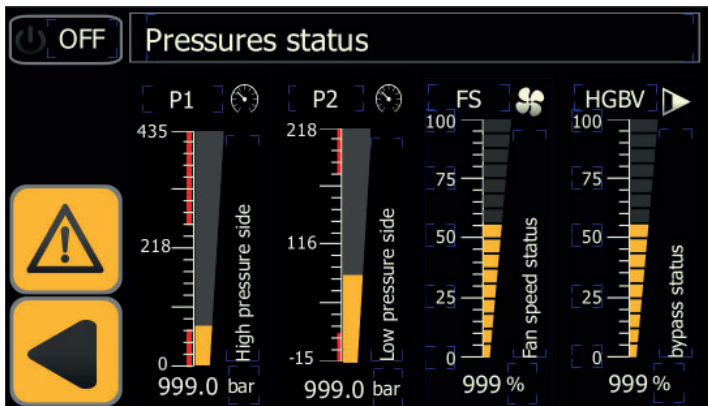 OFF
Pressures status
P1
P2
FS
HGBV
435
218
0
High pressure side
999.0 bar
218
116
-15
Low pressure side
999.0 bar
100
75
50
25
0
Fan speed status
999 %
100
75
50
25
0
bypass status
999 %